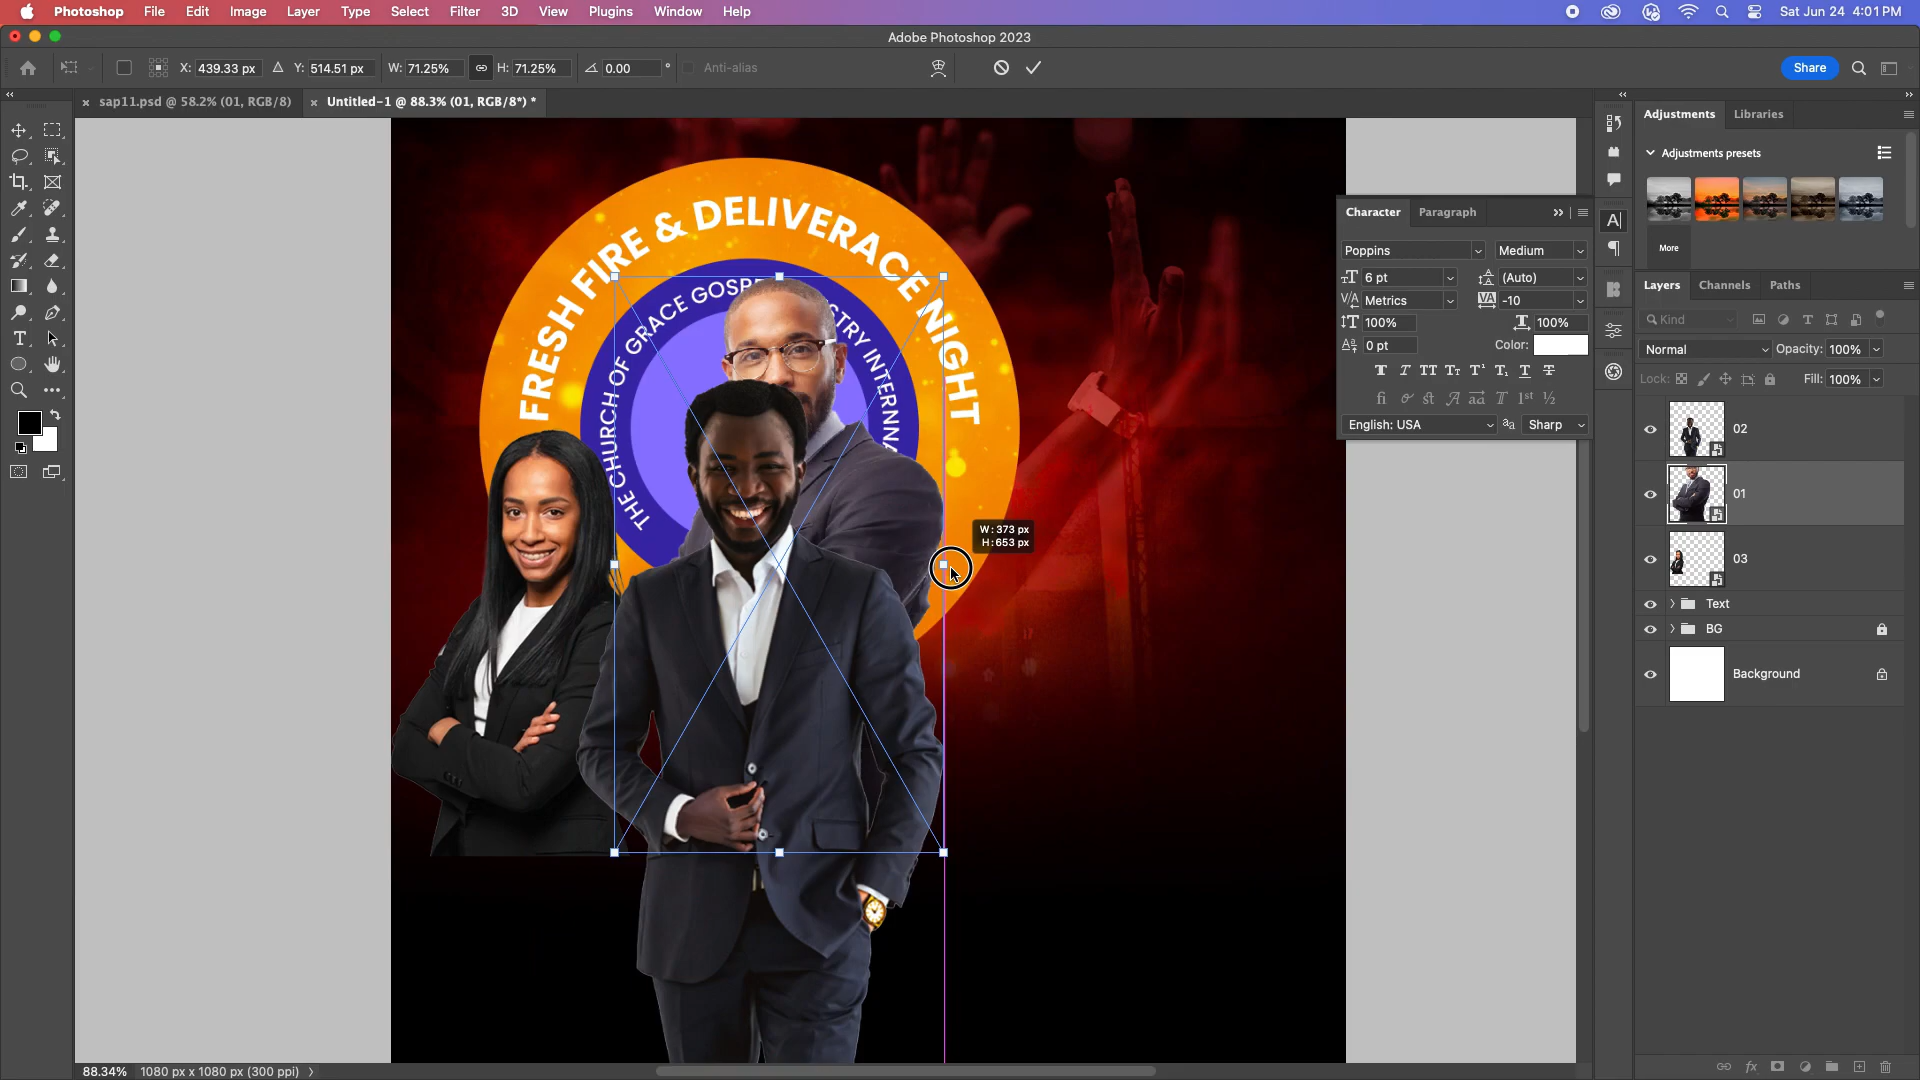 Photoshop File Edit Image Layer Type Select Filter 3D View Plugins Window Help Sat Jun 24 4:01 PM
Adobe Photoshop 2023
X: 439.33 px Y: 514.51 px W: 71.25% H: 71.25% 0.00 ° Anti-alias Share
sap11.psd @ 58.2% (01, RGB/8) Untitled-1 @ 88.3% (01, RGB/8*) *
Adjustments Libraries
Adjustments presets
More
Character Paragraph
Poppins Medium
6 pt (Auto)
Metrics -10
100% 100%
0 pt Color:
English: USA Sharp
Layers Channels Paths
Kind
Normal Opacity: 100%
Lock: Fill: 100%
02
01
03
Text
BG
Background
FRESH FIRE & DELIVERACE NIGHT
THE CHURCH OF GRACE GOSPE STRY INTERNNA
W: 373 px
H: 653 px
T
88.34% 1080 px x 1080 px (300 ppi)